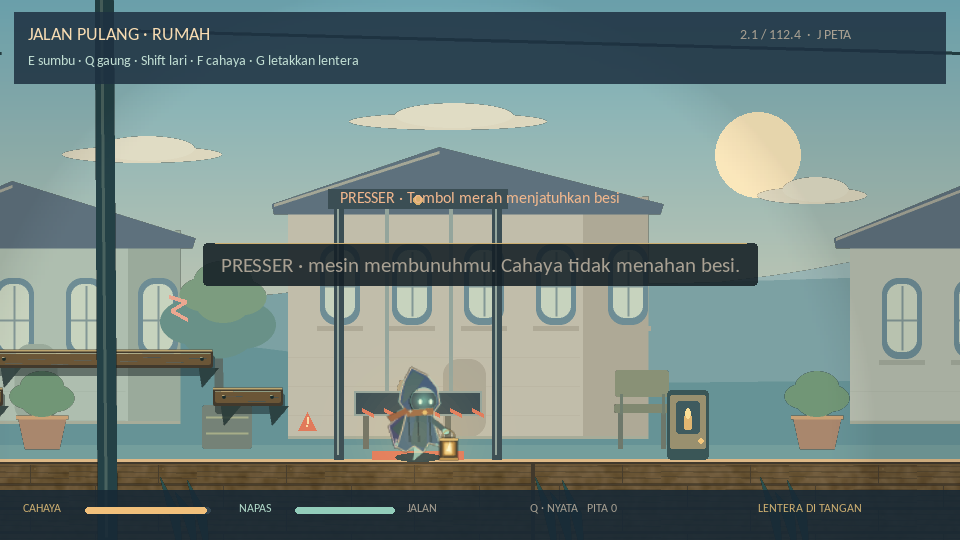 JALAN PULANG · RUMAH
2.1 / 112.4 · J PETA
E sumbu · Q gaung · Shift lari · F cahaya · G letakkan lentera
PRESSER · Tombol merah menjatuhkan besi
PRESSER · mesin membunuhmu. Cahaya tidak menahan besi.
CAHAYA
NAPAS
JALAN
Q · NYATA PITA 0
LENTERA DI TANGAN